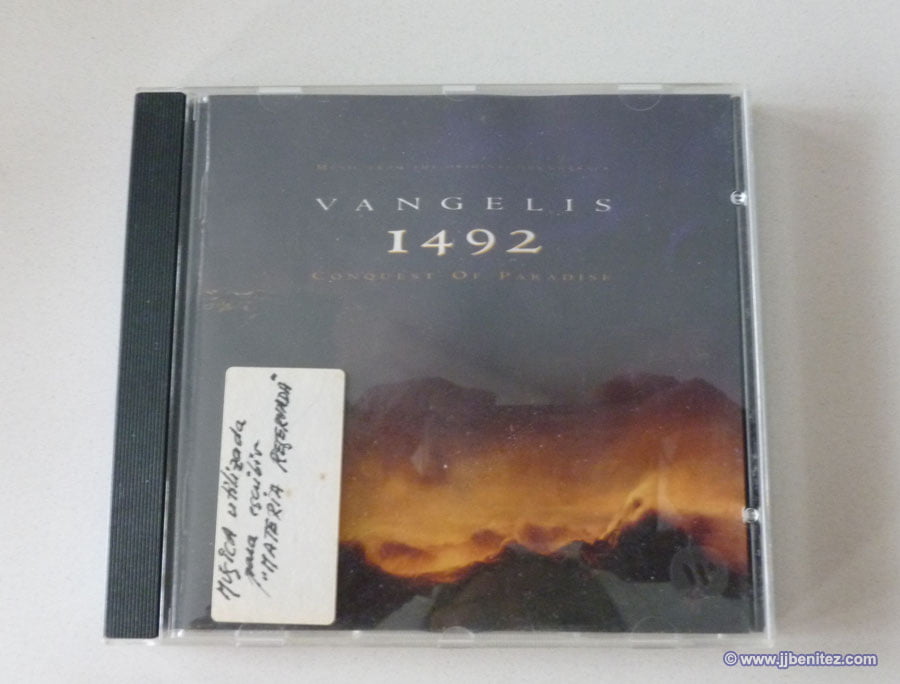 MUSIC FROM THE ORIGINAL SOUNDTRACK
VANGELIS
1492
CONQUEST OF PARADISE
MUSICA utilizada
para escribir
"MATERIA RESERVADA"
© www.jjbenitez.com